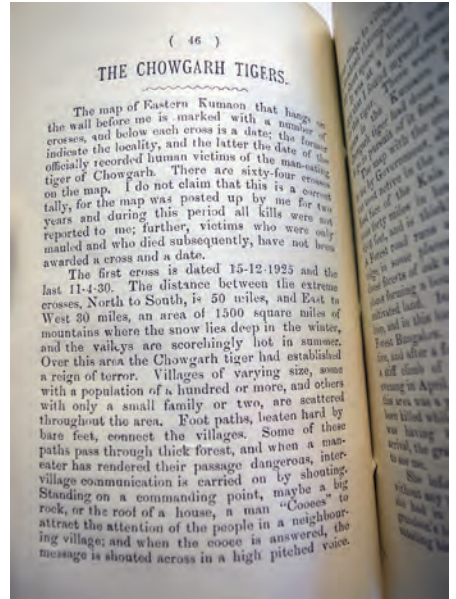 ( 46 )
THE CHOWGARH TIGERS.
The map of Eastern Kumaon that hangs on
the wall before me is marked with a number of
crosses, and below each cross is a date; the former
indicate the locality, and the latter the date of the
officially recorded human victims of the man-eating
tiger of Chowgarh. There are sixty-four crosses
on the map. I do not claim that this is a correct
tally, for the map was posted up by me for two
years and during this period all kills were not
reported to me; further, victims who were only
mauled and who died subsequently, have not been
awarded a cross and a date.
The first cross is dated 15-12-1925 and the
last 11-4-30. The distance between the extreme
crosses, North to South, is 50 miles, and East to
West 30 miles, an area of 1500 square miles of
mountains where the snow lies deep in the winter,
and the valleys are scorchingly hot in summer.
Over this area the Chowgarh tiger had established
a reign of terror. Villages of varying size, some
with a population of a hundred or more, and others
with only a small family or two, are scattered
throughout the area. Foot paths, beaten hard by
bare feet, connect the villages. Some of these
paths pass through thick forest, and when a man-
eater has rendered their passage dangerous, inter-
village communication is carried on by shouting.
Standing on a commanding point, maybe a big
rock, or the roof of a house, a man "Cooees" to
attract the attention of the people in a neighbour-
ing village; and when the cooee is answered, the
message is shouted across in a high pitched voice.